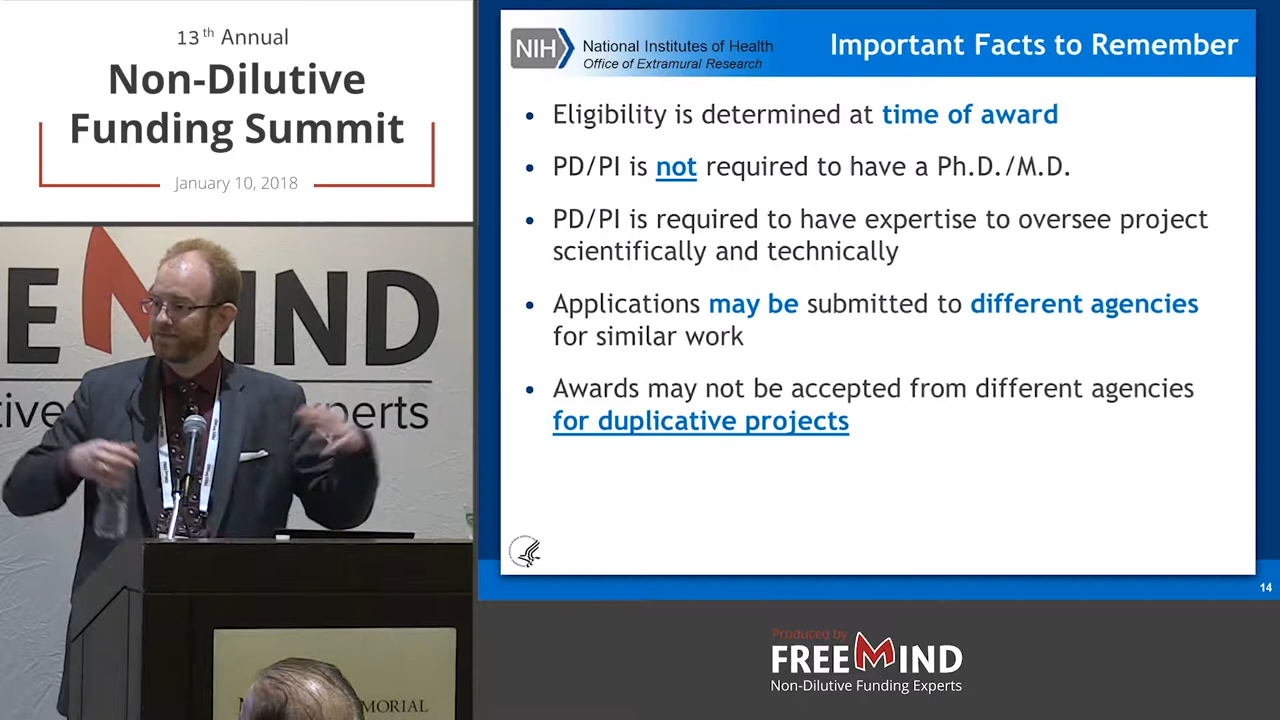 13th Annual
Non-Dilutive
Funding Summit
January 10, 2018
NIH
National Institutes of Health
Office of Extramural Research
Important Facts to Remember
• Eligibility is determined at time of award
• PD/PI is not required to have a Ph.D./M.D.
• PD/PI is required to have expertise to oversee project
scientifically and technically
• Applications may be submitted to different agencies
for similar work
• Awards may not be accepted from different agencies
for duplicative projects
14
E MIND
tive
perts
MORIAL
Produced by
FREEMIND
Non-Dilutive Funding Experts